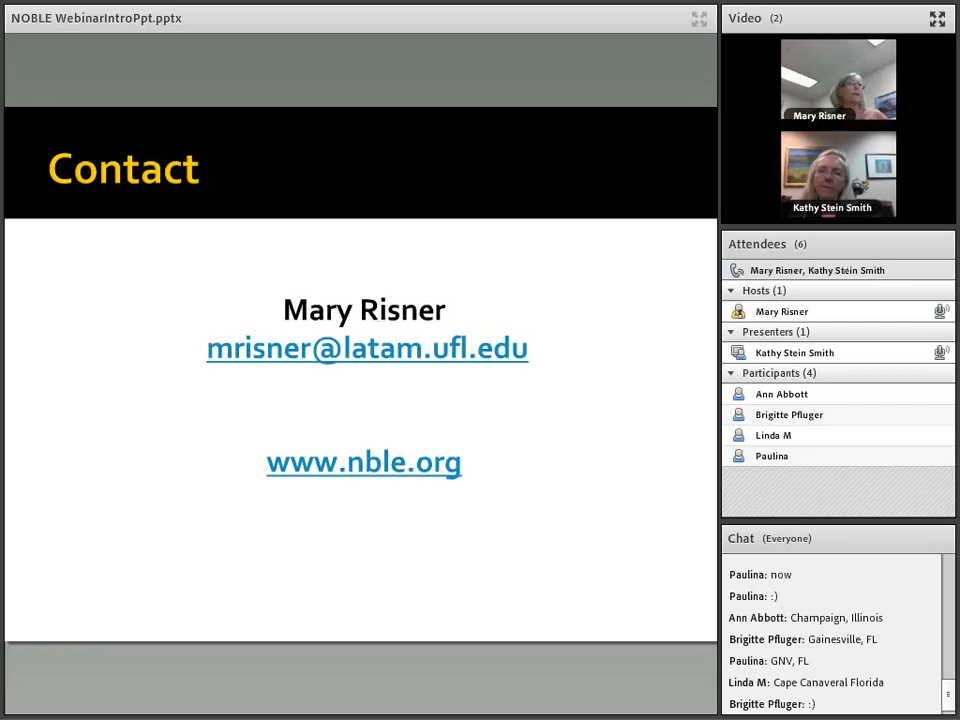 NOBLE WebinarIntroPpt.pptx
Contact
Mary Risner
mrisner@latam.ufl.edu
www.nble.org
Video (2)
Mary Risner
Kathy Stein Smith
Attendees (6)
Mary Risner, Kathy Stein Smith
Hosts (1)
Mary Risner
Presenters (1)
Kathy Stein Smith
Participants (4)
Ann Abbott
Brigitte Pfluger
Linda M
Paulina
Chat (Everyone)
Paulina: now
Paulina: :)
Ann Abbott: Champaign, Illinois
Brigitte Pfluger: Gainesville, FL
Paulina: GNV, FL
Linda M: Cape Canaveral Florida
Brigitte Pfluger: :)